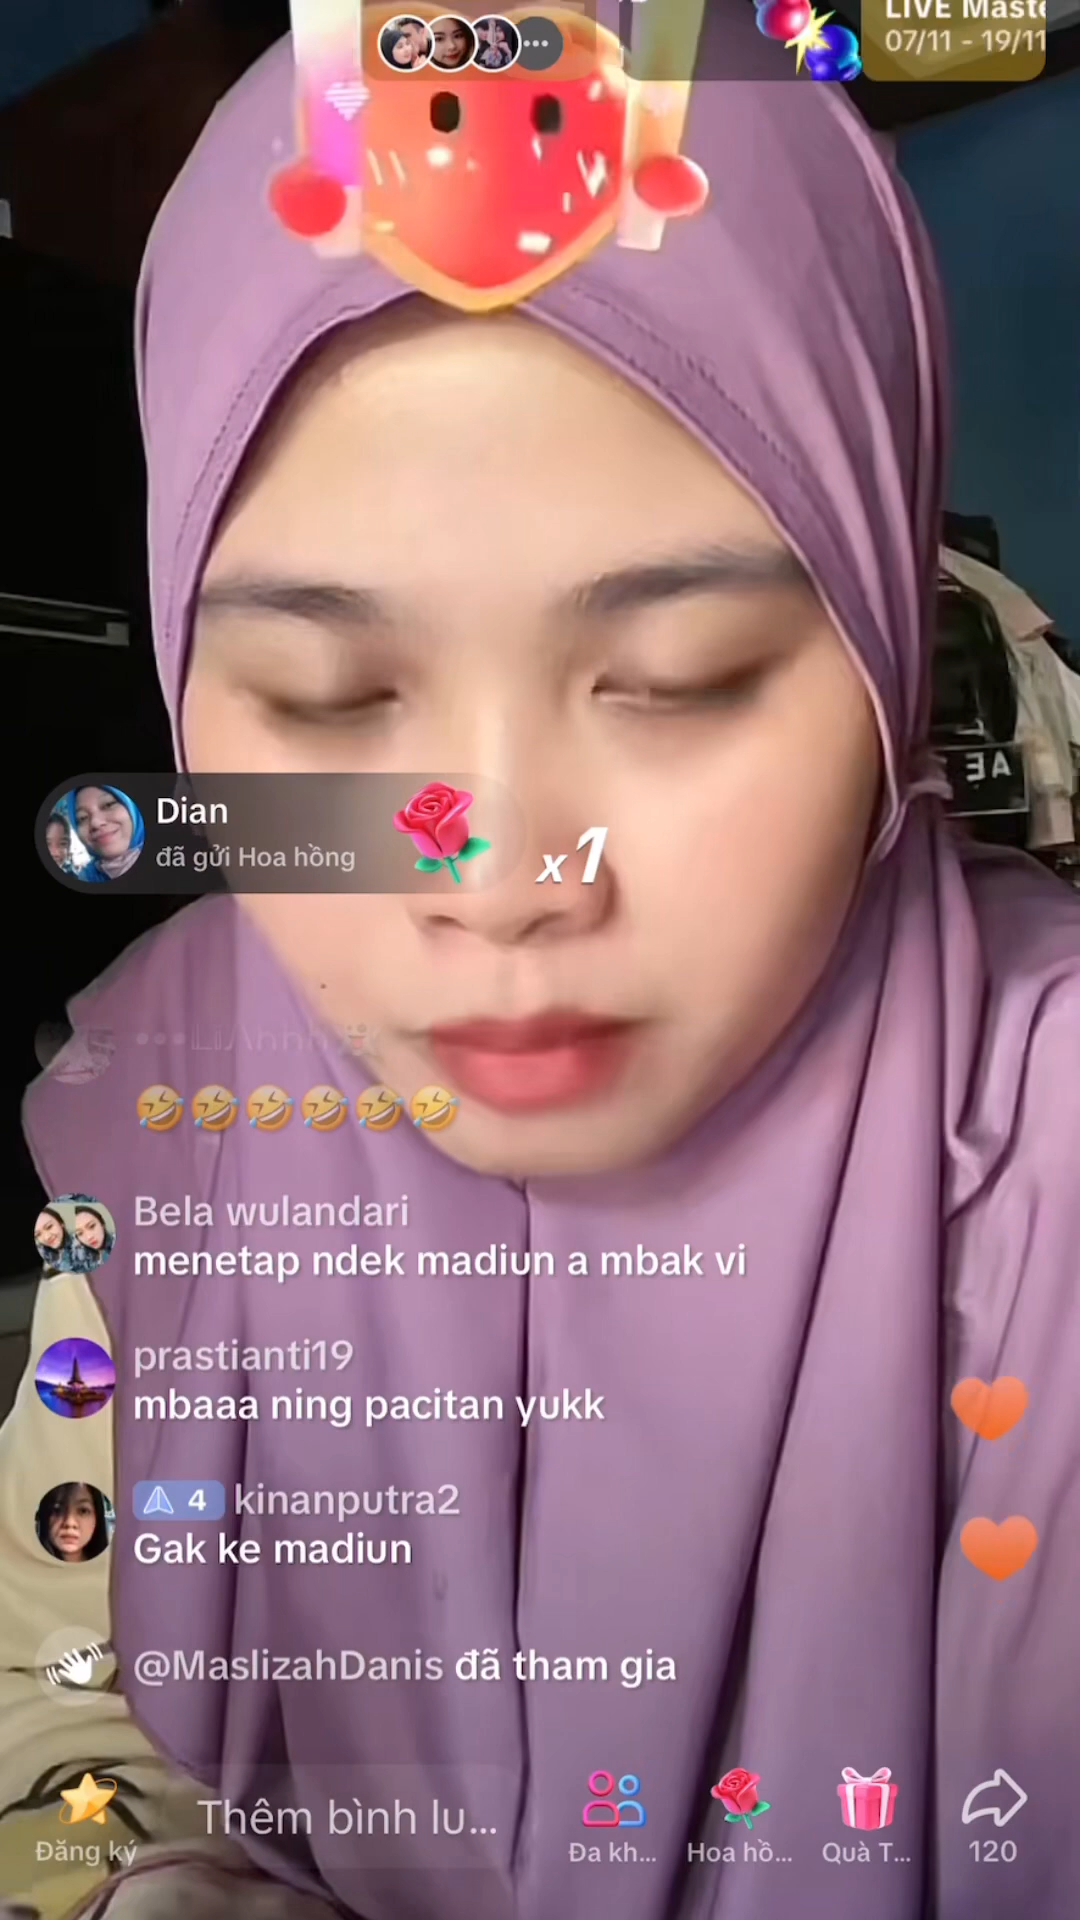 LIVE Maste
07/11 - 19/11
AE
Dian
đã gửi Hoa hồng
x1
Bela wulandari
menetap ndek madiun a mbak vi
prastianti19
mbaaa ning pacitan yukk
4 kinanputra2
Gak ke madiun
@MaslizahDanis đã tham gia
Thêm bình lu...
Đăng ký
Đa kh...
Hoa hồ...
Quà T...
120